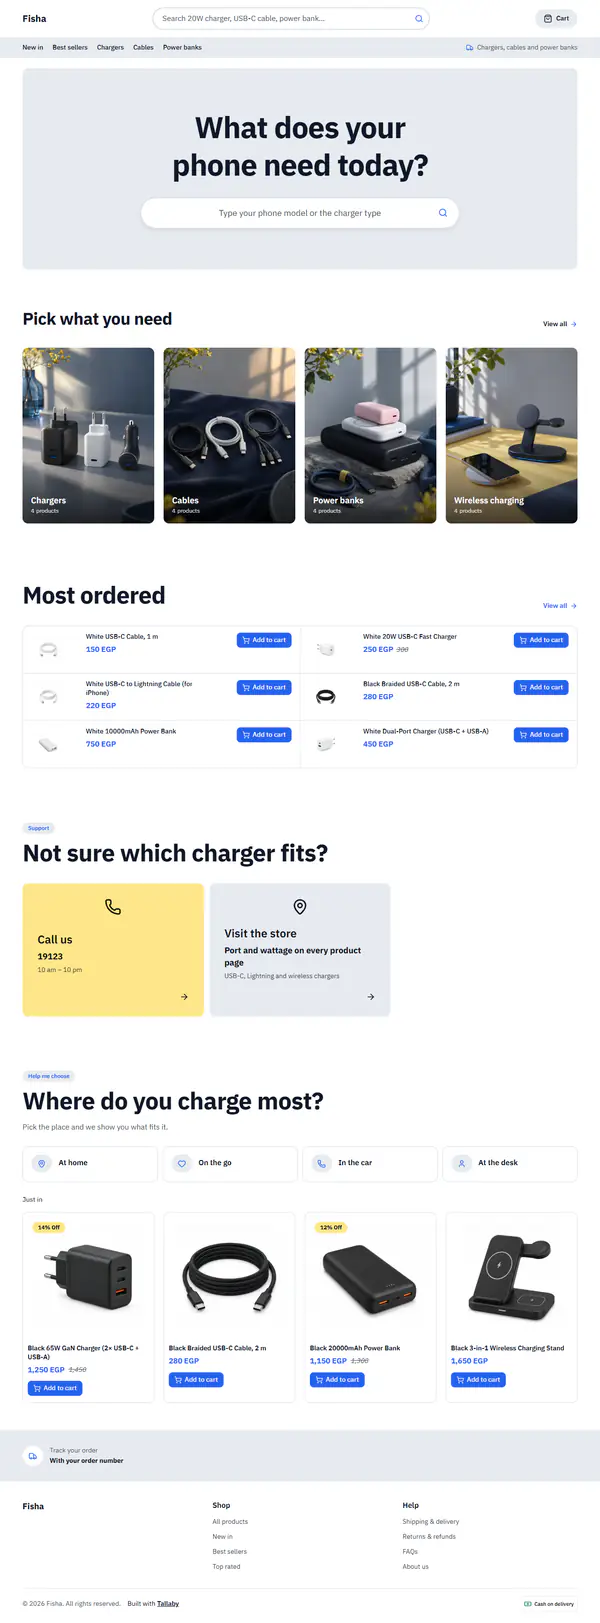 Fisha
Search 20W charger, USB-C cable, power bank...
Cart
New in
Best sellers
Chargers
Cables
Power banks
Chargers, cables and power banks
What does your
phone need today?
Type your phone model or the charger type
Pick what you need
View all
Chargers
4 products
Cables
4 products
Power banks
4 products
Wireless charging
4 products
Most ordered
View all
White USB-C Cable, 1 m
150 EGP
Add to cart
White 20W USB-C Fast Charger
250 EGP 300
Add to cart
White USB-C to Lightning Cable (for
iPhone)
220 EGP
Add to cart
Black Braided USB-C Cable, 2 m
280 EGP
Add to cart
White 10000mAh Power Bank
750 EGP
Add to cart
White Dual-Port Charger (USB-C + USB-A)
450 EGP
Add to cart
Support
Not sure which charger fits?
Call us
19123
10 am – 10 pm
Visit the store
Port and wattage on every product
page
USB-C, Lightning and wireless chargers
Help me choose
Where do you charge most?
Pick the place and we show you what fits it.
At home
On the go
In the car
At the desk
Just in
14% Off
Black 65W GaN Charger (2× USB-C +
USB-A)
1,250 EGP 1,450
Add to cart
Black Braided USB-C Cable, 2 m
280 EGP
Add to cart
12% Off
Black 20000mAh Power Bank
1,150 EGP 1,300
Add to cart
Black 3-in-1 Wireless Charging Stand
1,650 EGP
Add to cart
Track your order
With your order number
Fisha
Shop
All products
New in
Best sellers
Top rated
Help
Shipping & delivery
Returns & refunds
FAQs
About us
© 2026 Fisha. All rights reserved.
Built with Tallaby
Cash on delivery